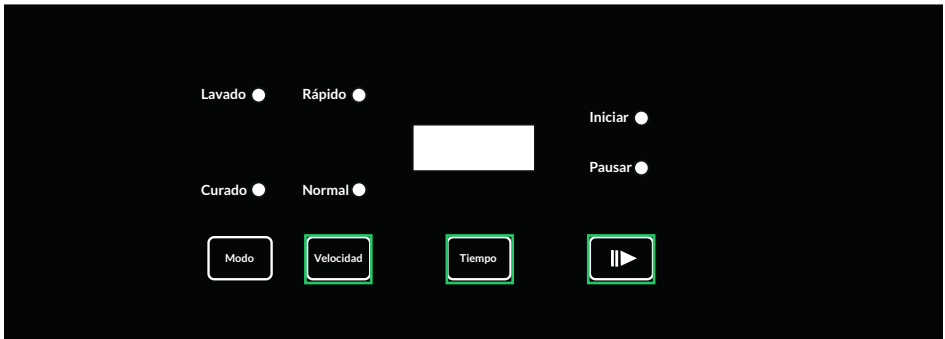 Lavado
Rápido
Iniciar
Pausar
Curado
Normal
Modo
Velocidad
Tiempo